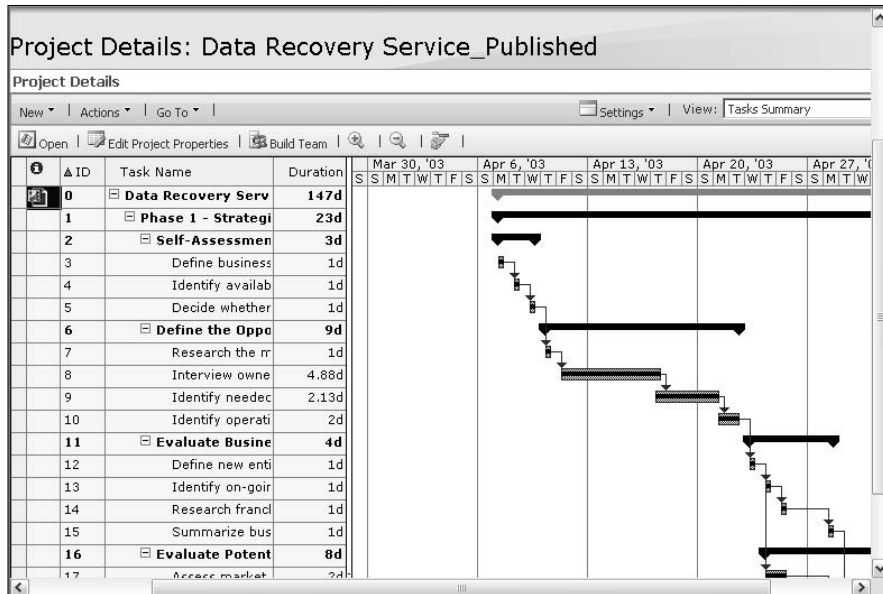 Project Details: Data Recovery Service_Published
Project Details
New Actions Go To Settings View: Tasks Summary
Open Edit Project Properties Build Team
ID Task Name Duration Mar 30, '03 Apr 6, '03 Apr 13, '03 Apr 20, '03 Apr 27, '0
S S M T W T F S S M T W T F S S M T W T F S S M T W T F S S M T W
0 Data Recovery Serv 147d
1 Phase 1 - Strategi 23d
2 Self-Assessmen 3d
3 Define business 1d
4 Identify availab 1d
5 Decide whether 1d
6 Define the Oppo 9d
7 Research the m 1d
8 Interview owne 4.88d
9 Identify needec 2.13d
10 Identify operati 2d
11 Evaluate Busine 4d
12 Define new enti 1d
13 Identify on-goir 1d
14 Research francl 1d
15 Summarize bus 1d
16 Evaluate Potent 8d
17 Assess market 2d